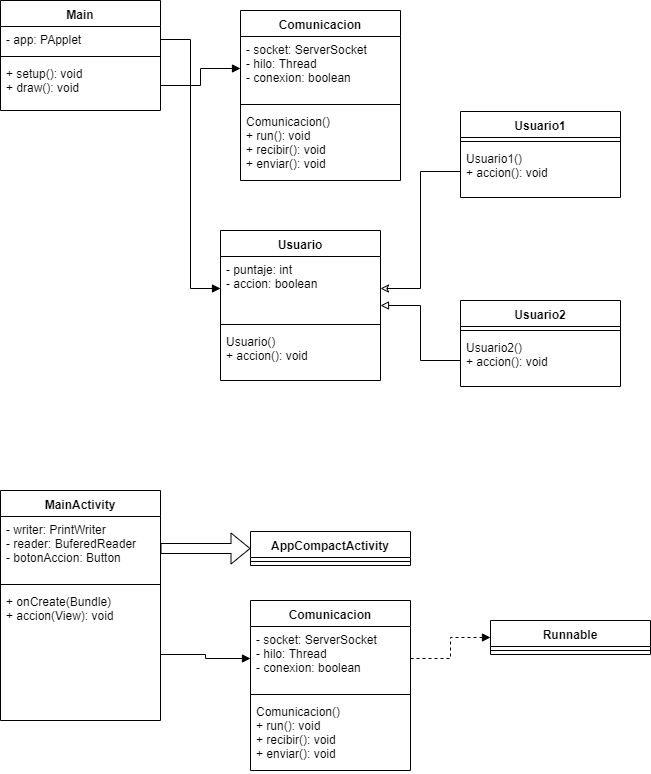 Main
- app: PApplet
+ setup(): void
+ draw(): void
Comunicacion
- socket: ServerSocket
- hilo: Thread
- conexion: boolean
Comunicacion()
+ run(): void
+ recibir(): void
+ enviar(): void
Usuario1
Usuario1()
+ accion(): void
Usuario
- puntaje: int
- accion: boolean
Usuario()
+ accion(): void
Usuario2
Usuario2()
+ accion(): void
MainActivity
- writer: PrintWriter
- reader: BuferedReader
- botonAccion: Button
+ onCreate(Bundle)
+ accion(View): void
AppCompactActivity
Comunicacion
- socket: ServerSocket
- hilo: Thread
- conexion: boolean
Comunicacion()
+ run(): void
+ recibir(): void
+ enviar(): void
Runnable